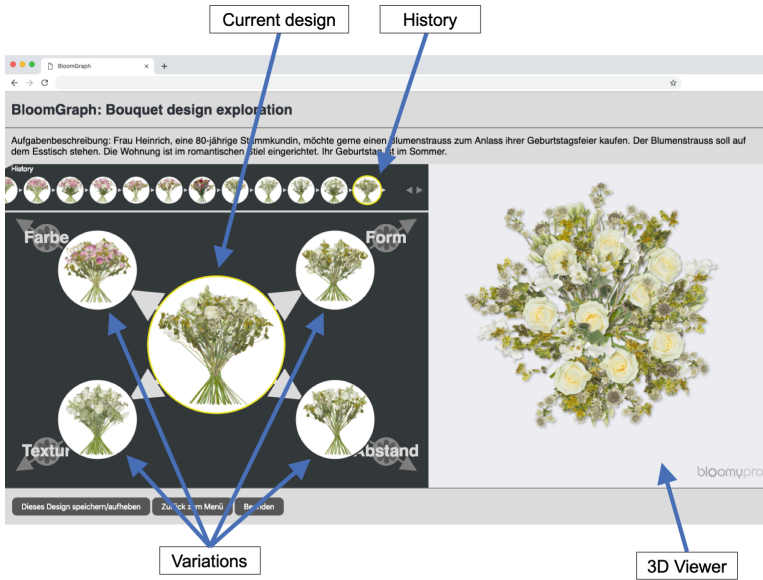 Current design
History
BloomGraph
BloomGraph: Bouquet design exploration
Aufgabenbeschreibung: Frau Heinrich, eine 80-jährige Stammkundin, möchte gerne einen Blumenstrauss zum Anlass ihrer Geburtstagsfeier kaufen. Der Blumenstrauss soll auf
dem Esstisch stehen. Die Wohnung ist im romantischen Stiel eingerichtet. Ihr Geburtstag ist im Sommer.
History
Farbe
Form
Textur
Abstand
bloomypro
Dieses Design speichern/aufheben
Zurück zum Menü
Beenden
Variations
3D Viewer